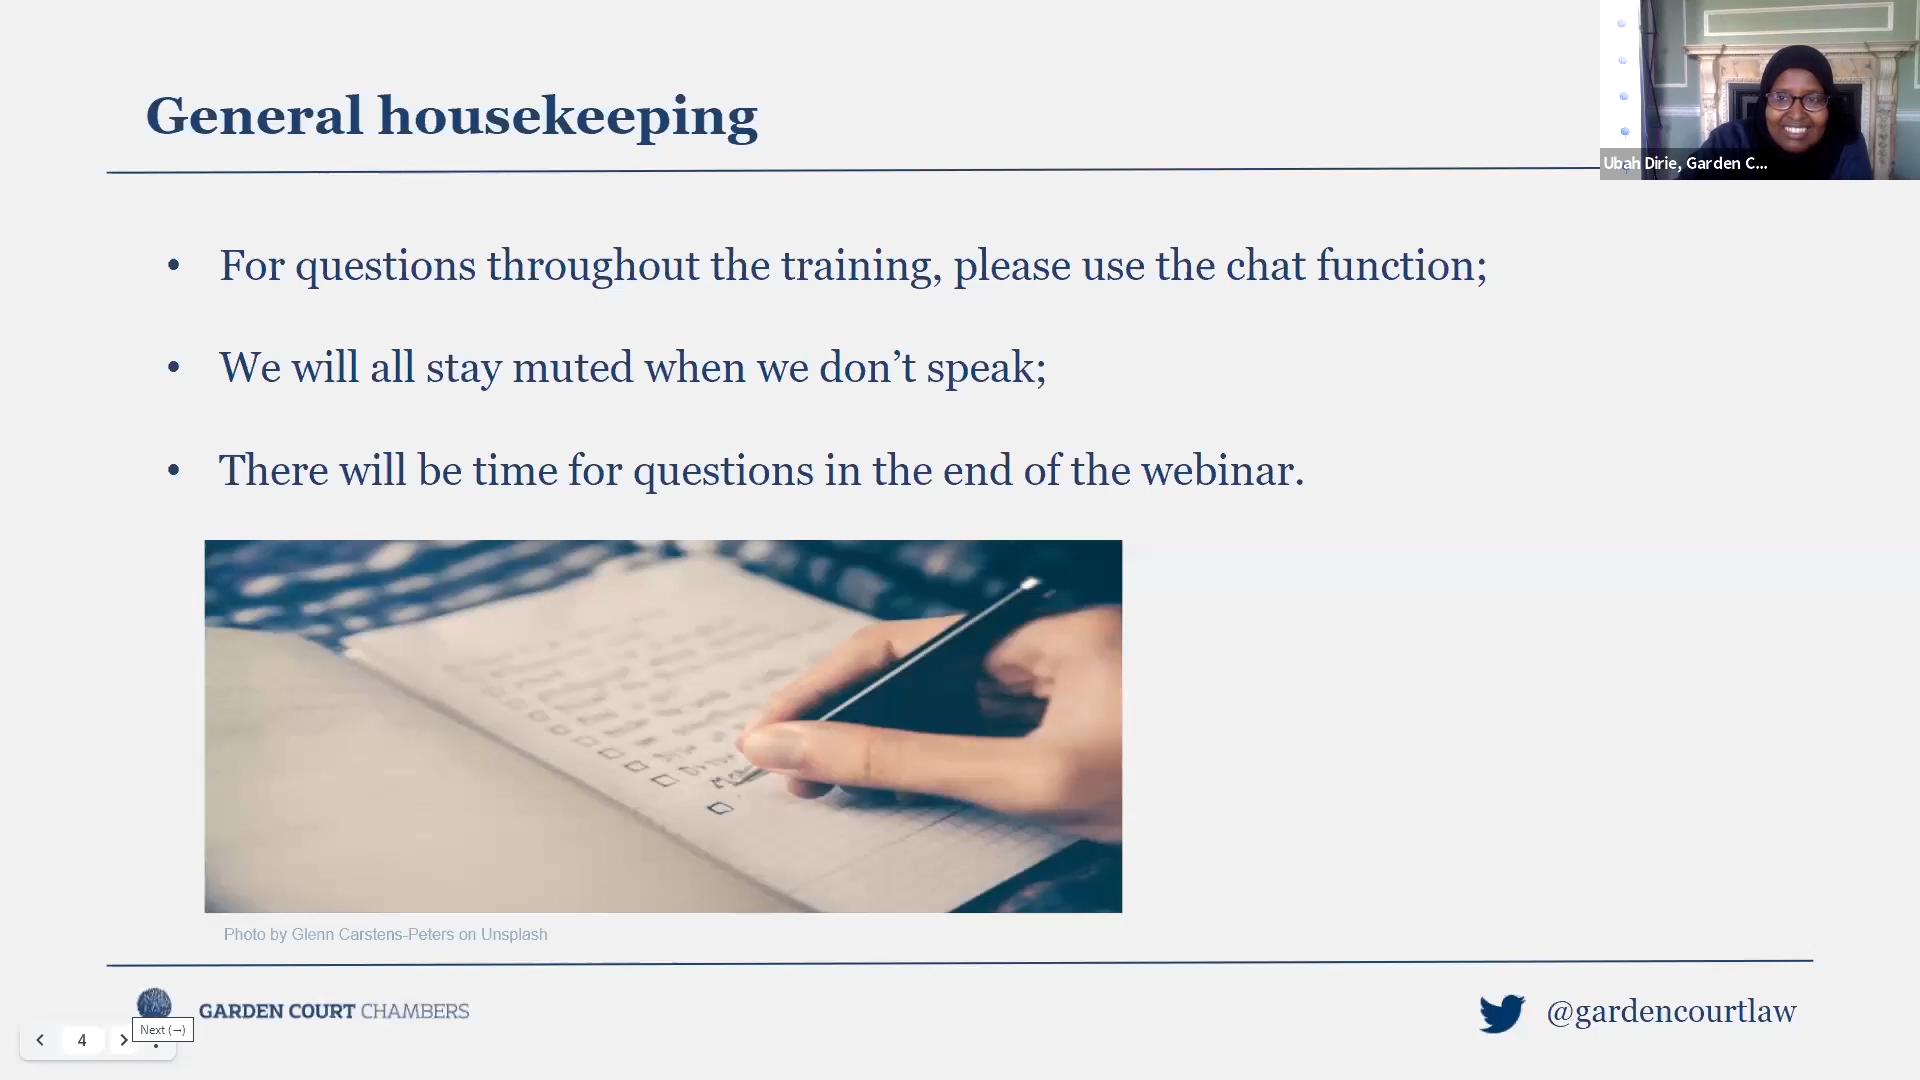 General housekeeping
Ubah Dirie, Garden C...
• For questions throughout the training, please use the chat function;
• We will all stay muted when we don’t speak;
• There will be time for questions in the end of the webinar.
Photo by Glenn Carstens-Peters on Unsplash
GARDEN COURT CHAMBERS
@gardencourtlaw
Next (→)
4